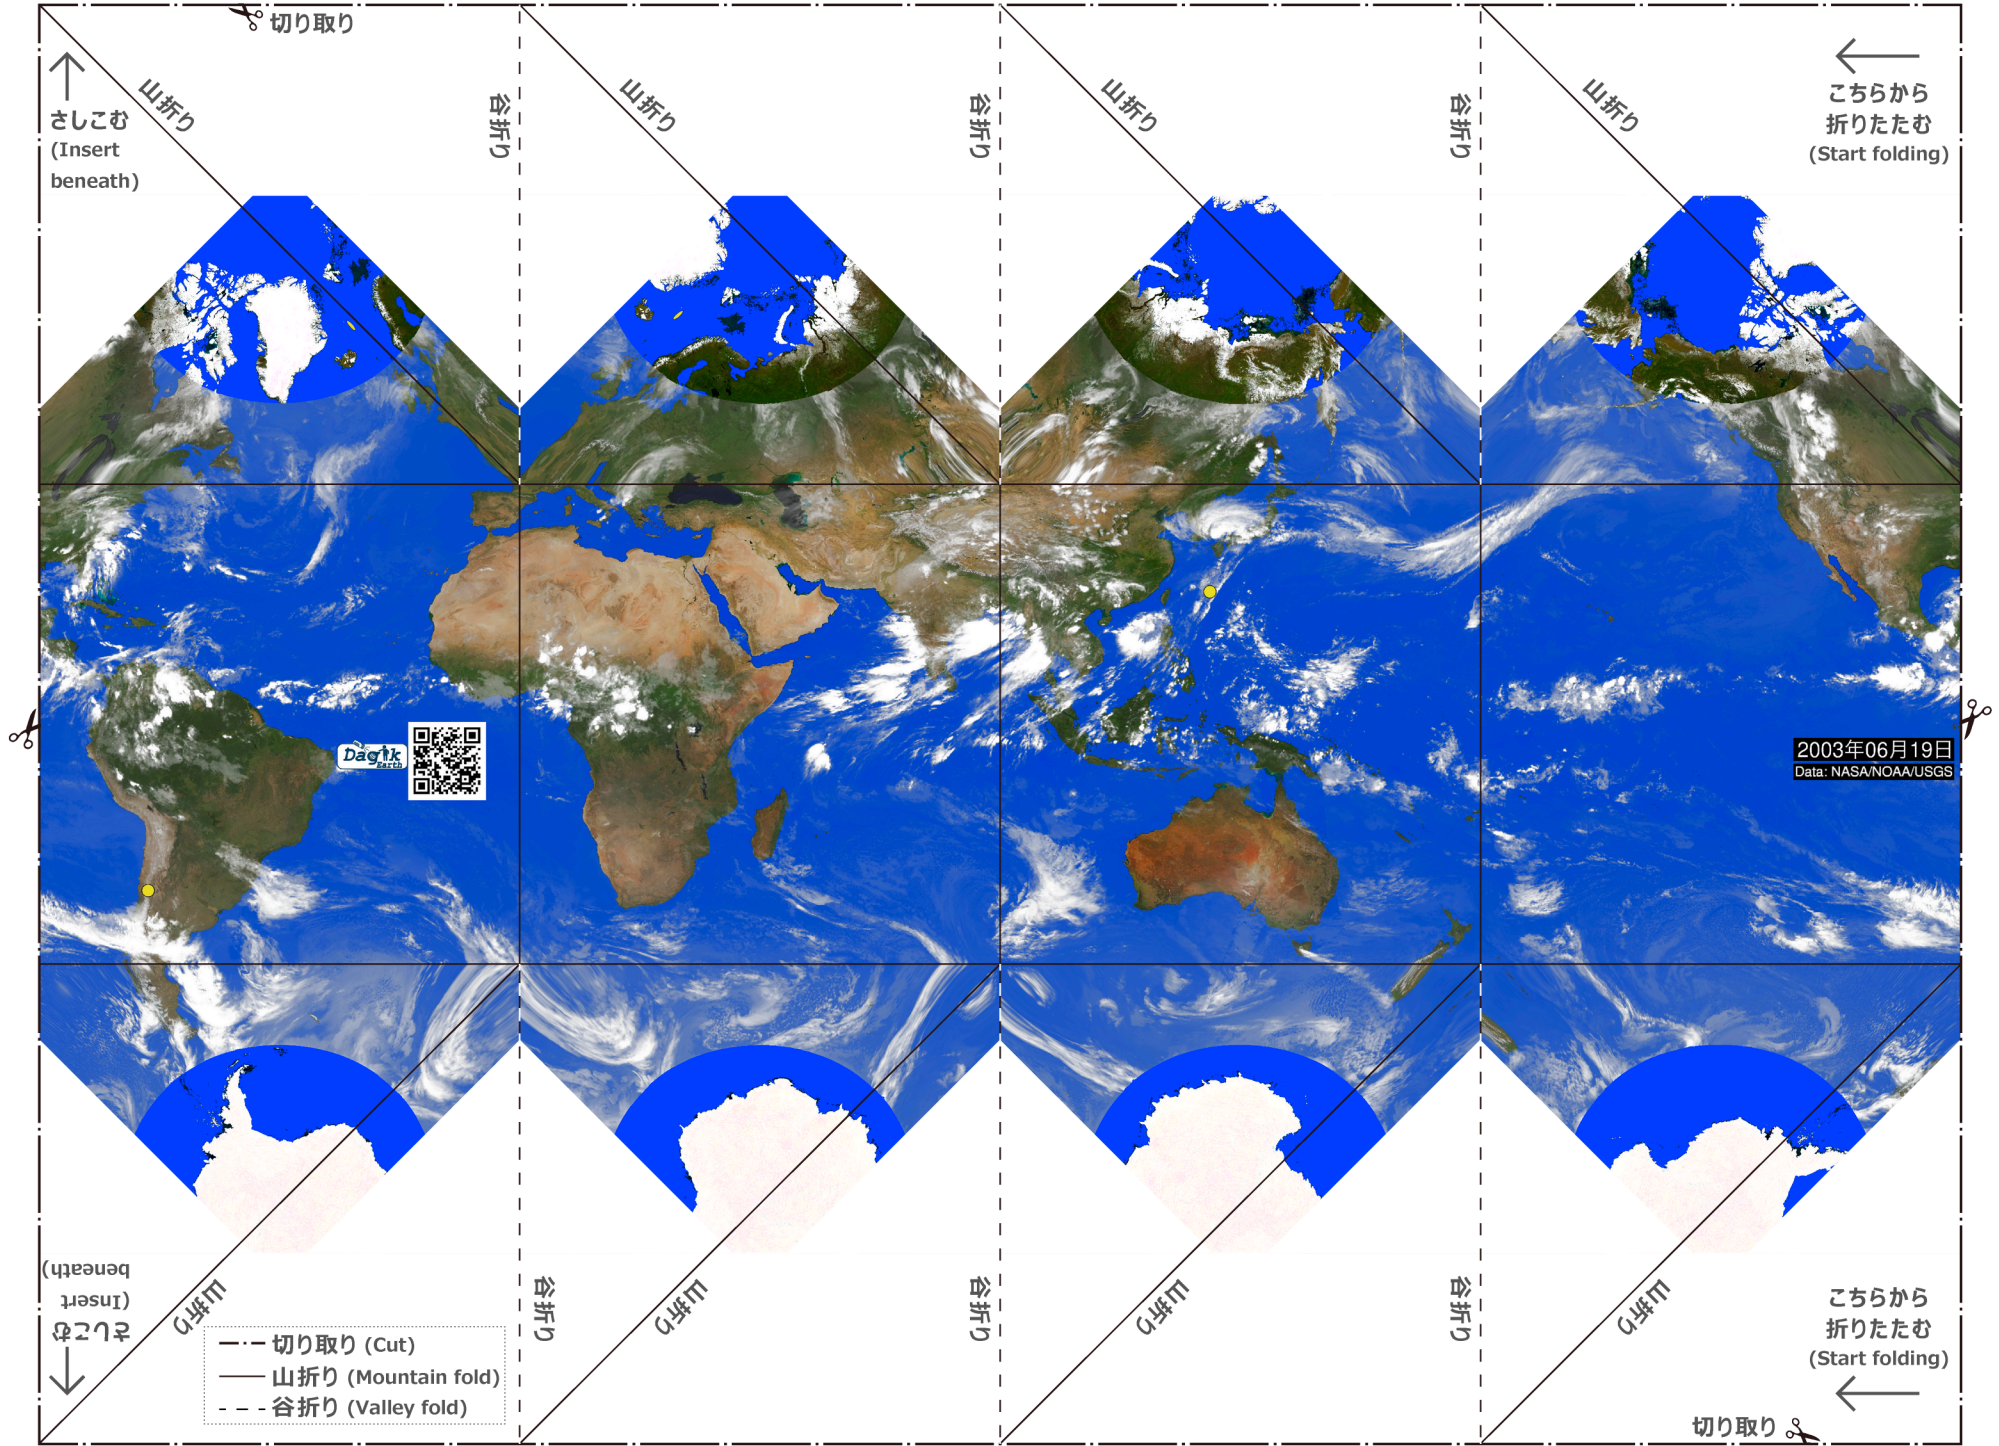 切り取り
山折り
谷折り
山折り
谷折り
山折り
谷折り
山折り
こちらから
折りたたむ
(Start folding)
さしこむ
(Insert
beneath)
Dagik
Earth
2003年06月19日
Data: NASA/NOAA/USGS
さしこむ
(Insert
beneath)
山折り
谷折り
山折り
谷折り
山折り
谷折り
山折り
こちらから
折りたたむ
(Start folding)
切り取り (Cut)
山折り (Mountain fold)
谷折り (Valley fold)
切り取り